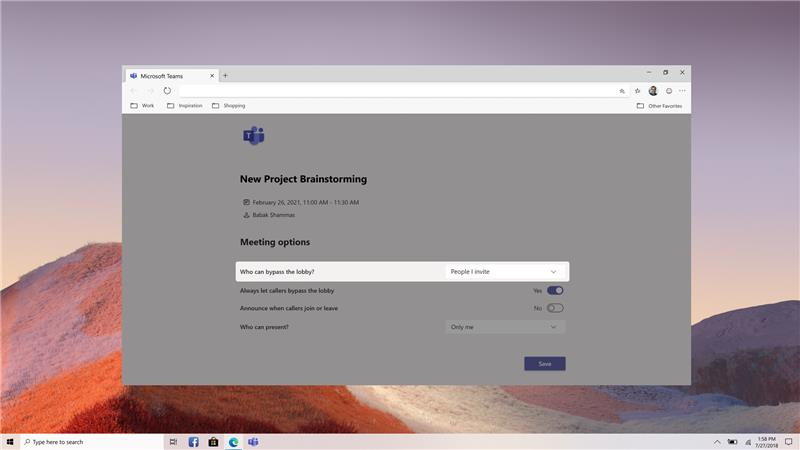 Microsoft Teams
Work
Inspiration
Shopping
Other Favorites
T
New Project Brainstorming
February 26, 2021, 11:00 AM - 11:30 AM
Babak Shammas
Meeting options
Who can bypass the lobby?
People I invite
Always let callers bypass the lobby
Yes
Announce when callers join or leave
No
Who can present?
Only me
Save
Type here to search
1:58 PM
7/27/2018